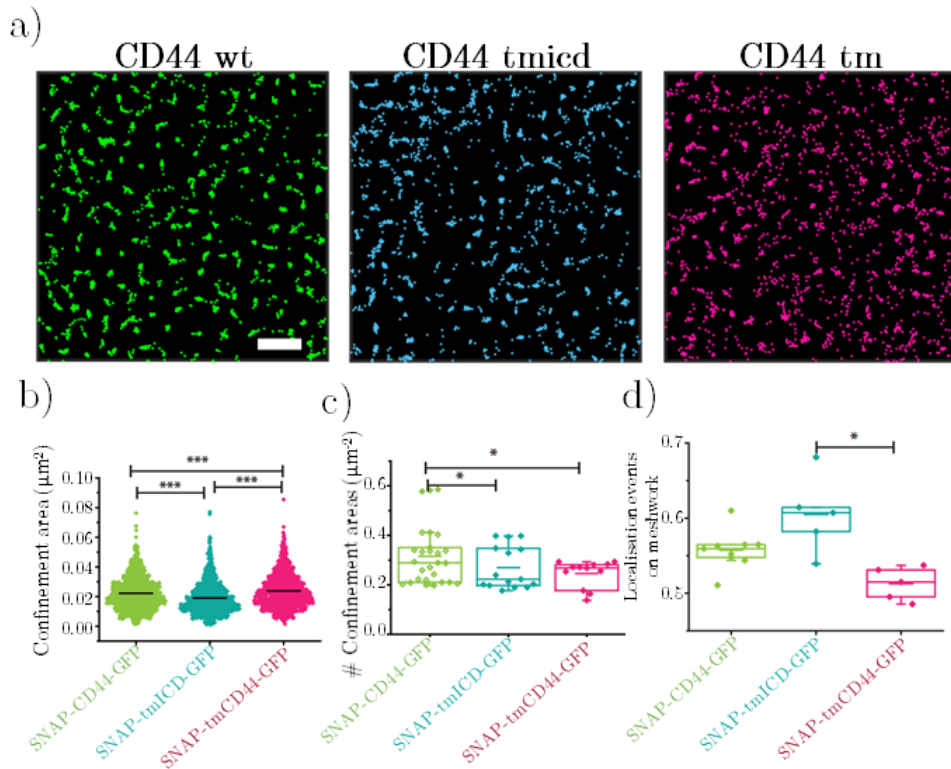 a)
CD44 wt
CD44 tmicd
CD44 tm
b)
c)
d)
Confinement area (μm²)
0.10
0.08
0.06
0.04
0.02
0.00
***
***
***
SNAP-CD44-GFP
SNAP-tmICD-GFP
SNAP-tmCD44-GFP
# Confinement areas (μm⁻²)
0.6
0.4
0.2
0.0
*
*
SNAP-CD44-GFP
SNAP-tmICD-GFP
SNAP-tmCD44-GFP
Localisation events
on meshwork
0.7
0.6
0.5
*
SNAP-CD44-GFP
SNAP-tmICD-GFP
SNAP-tmCD44-GFP